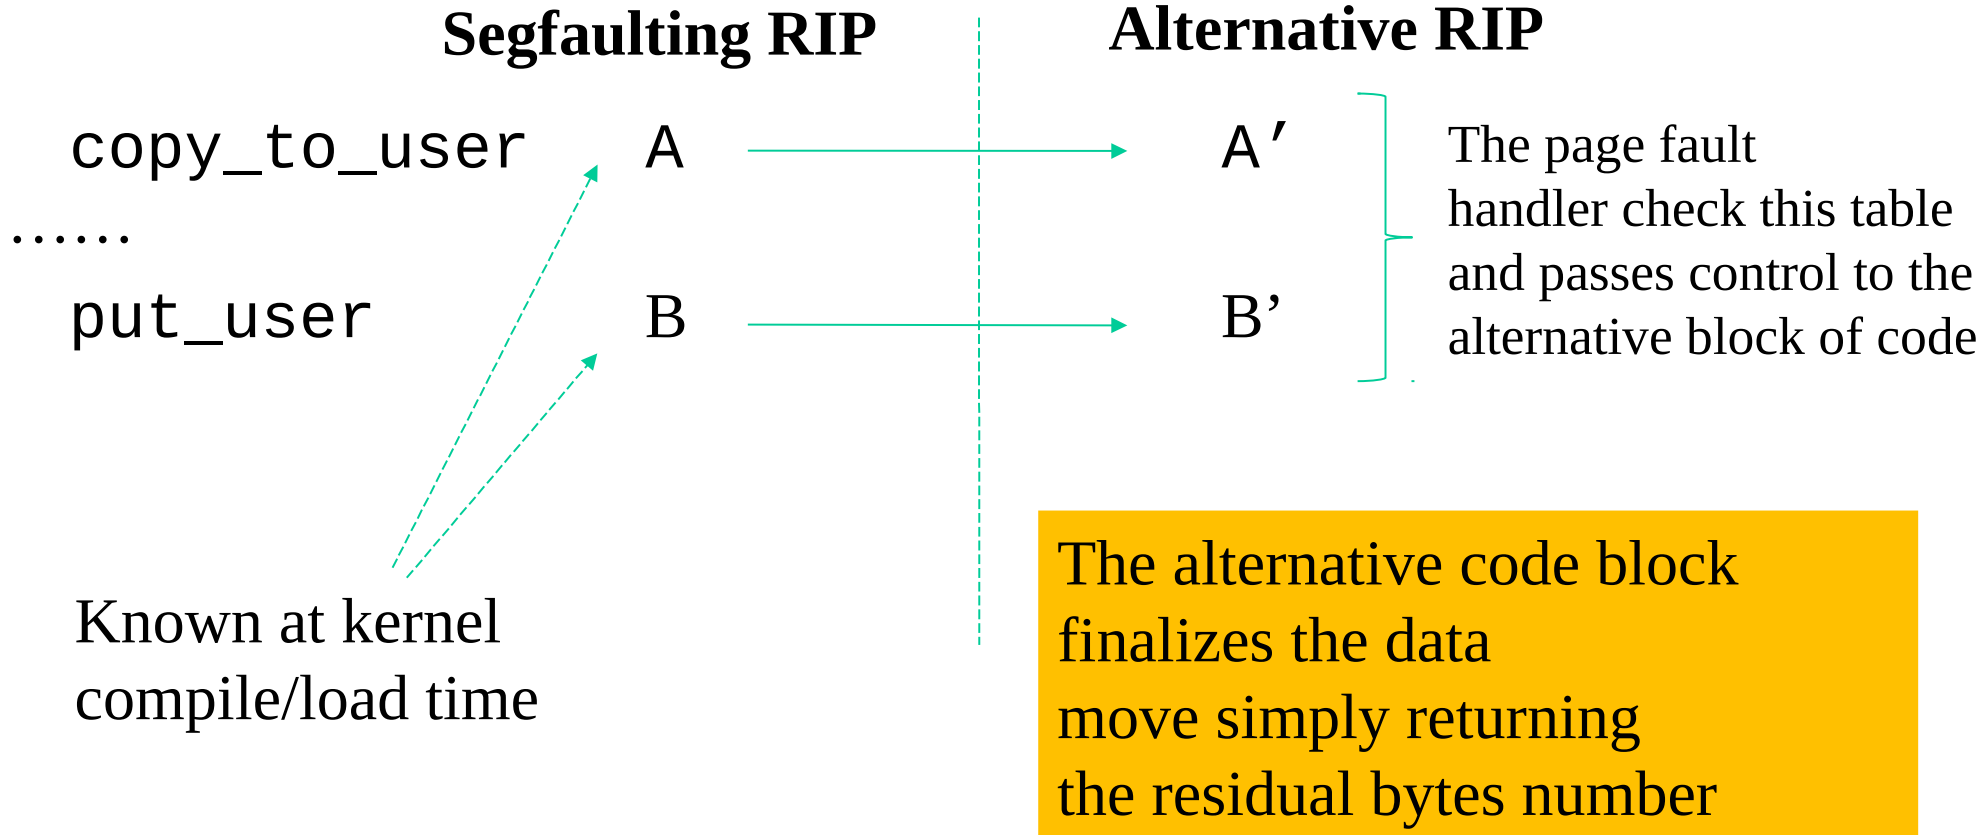 Segfaulting RIP
Alternative RIP
copy_to_user A A’
……
put_user B B’
The page fault
handler check this table
and passes control to the
alternative block of code
Known at kernel
compile/load time
The alternative code block
finalizes the data
move simply returning
the residual bytes number